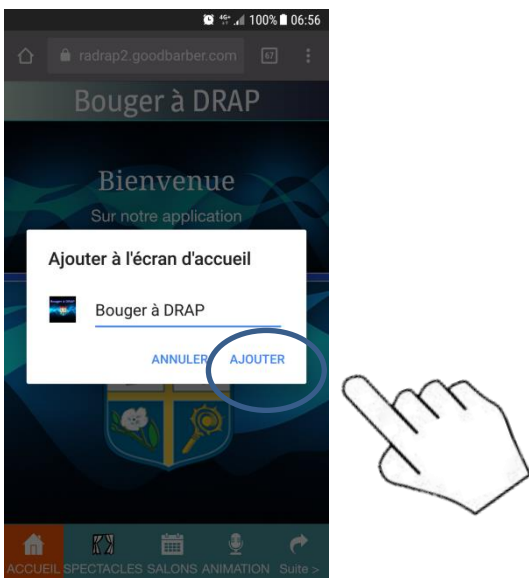 4G+ 100% 06:56
radrap2.goodbarber.com 67
Bouger à DRAP
Bienvenue
Sur notre application
Ajouter à l'écran d'accueil
Bouger à DRAP
ANNULER AJOUTER
ACCUEIL SPECTACLES SALONS ANIMATION Suite >